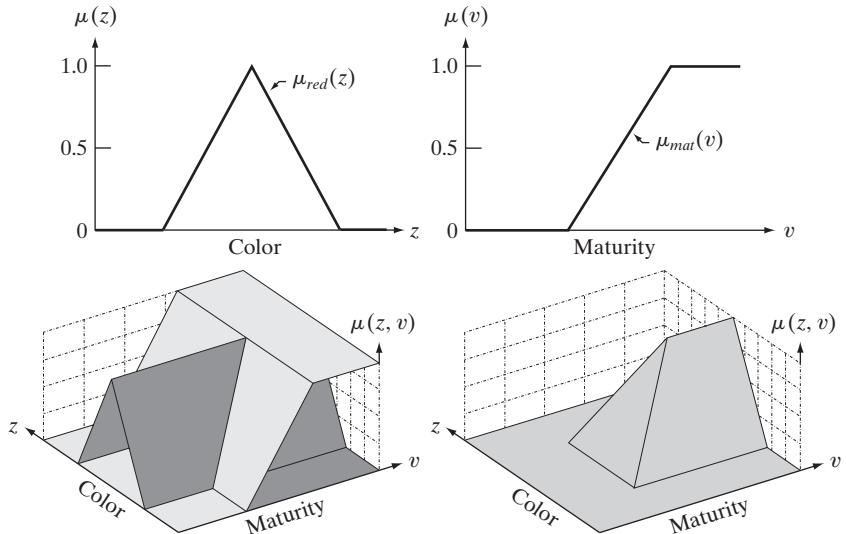 μ(z)
1.0
0.5
0
μ_red(z)
z
Color
μ(v)
1.0
0.5
0
μ_mat(v)
v
Maturity
μ(z, v)
z
v
Color
Maturity
μ(z, v)
z
v
Color
Maturity